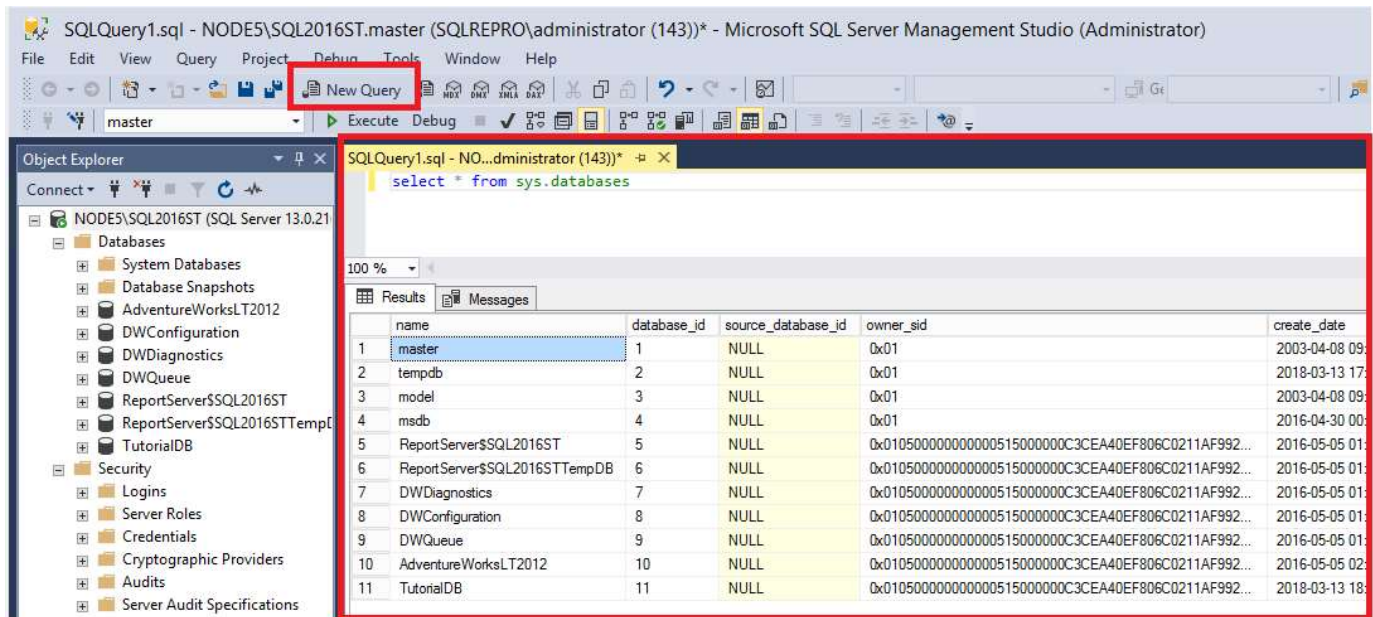 SQLQuery1.sql - NODE5\SQL2016ST.master (SQLREPRO\administrator (143))* - Microsoft SQL Server Management Studio (Administrator)
File Edit View Query Project Debug Tools Window Help
New Query MDX DMX XMLA DAX Ge
master Execute Debug
Object Explorer
Connect
NODE5\SQL2016ST (SQL Server 13.0.21
Databases
System Databases
Database Snapshots
AdventureWorksLT2012
DWConfiguration
DWDiagnostics
DWQueue
ReportServer$SQL2016ST
ReportServer$SQL2016STTempD
TutorialDB
Security
Logins
Server Roles
Credentials
Cryptographic Providers
Audits
Server Audit Specifications
SQLQuery1.sql - NO...dministrator (143))*
select * from sys.databases
100 %
Results Messages
name database_id source_database_id owner_sid create_date
1 master 1 NULL 0x01 2003-04-08 09:
2 tempdb 2 NULL 0x01 2018-03-13 17:
3 model 3 NULL 0x01 2003-04-08 09:
4 msdb 4 NULL 0x01 2016-04-30 00:
5 ReportServer$SQL2016ST 5 NULL 0x010500000000000515000000C3CEA40EF806C0211AF992... 2016-05-05 01:
6 ReportServer$SQL2016STTempDB 6 NULL 0x010500000000000515000000C3CEA40EF806C0211AF992... 2016-05-05 01:
7 DWDiagnostics 7 NULL 0x010500000000000515000000C3CEA40EF806C0211AF992... 2016-05-05 01:
8 DWConfiguration 8 NULL 0x010500000000000515000000C3CEA40EF806C0211AF992... 2016-05-05 01:
9 DWQueue 9 NULL 0x010500000000000515000000C3CEA40EF806C0211AF992... 2016-05-05 01:
10 AdventureWorksLT2012 10 NULL 0x010500000000000515000000C3CEA40EF806C0211AF992... 2016-05-05 02:
11 TutorialDB 11 NULL 0x010500000000000515000000C3CEA40EF806C0211AF992... 2018-03-13 18: